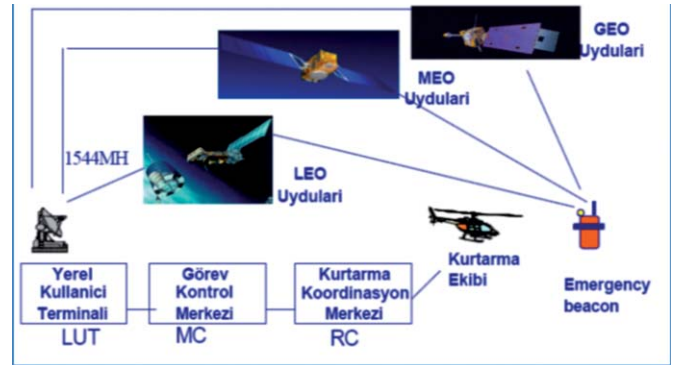 GEO
Uydulari
MEO
Uydulari
1544MH
LEO
Uydulari
Kurtarma
Ekibi
Emergency
beacon
Yerel
Kullanici
Terminali
Görev
Kontrol
Merkezi
Kurtarma
Koordinasyon
Merkezi
LUT
MC
RC